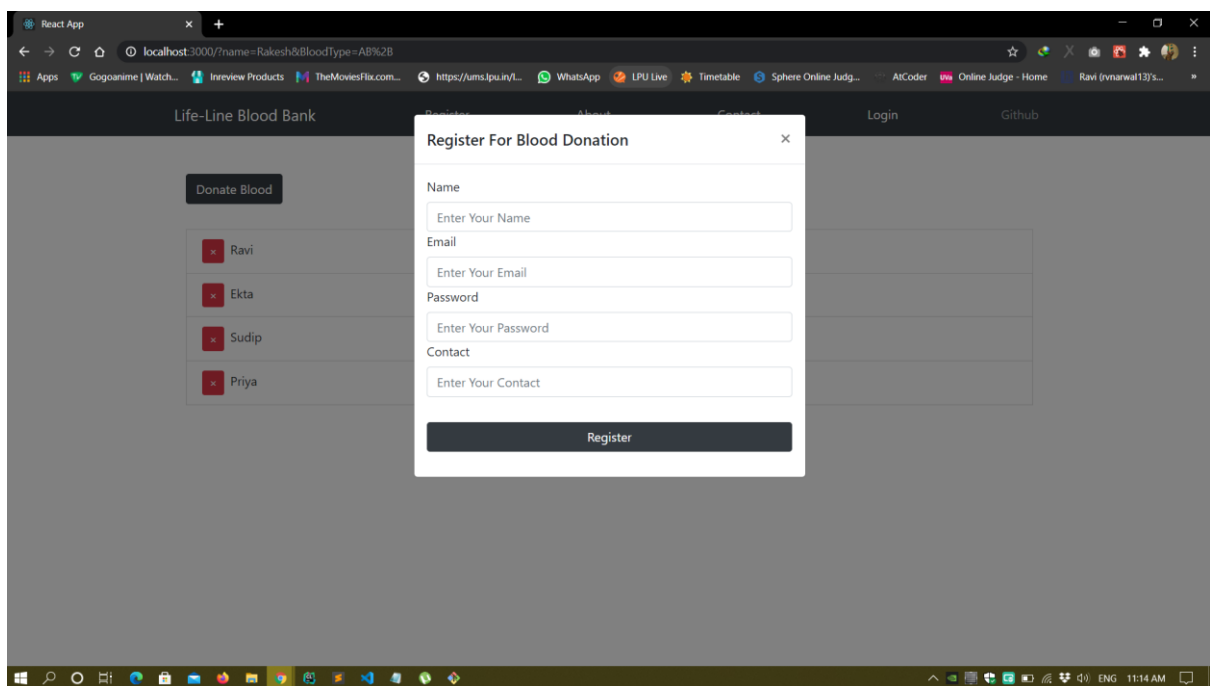 React App
localhost:3000/?name=Rakesh&BloodType=AB%2B
Apps Gogoanime | Watch... Inreview Products TheMoviesFlix.com... https://ums.lpu.in/l... WhatsApp LPU Live Timetable Sphere Online Judg... AtCoder Online Judge - Home Ravi (rvnarwal13)'s... »
Life-Line Blood Bank Register About Contact Login Github
Register For Blood Donation ×
Donate Blood
Name
Enter Your Name
Email
Enter Your Email
Password
Enter Your Password
Contact
Enter Your Contact
Register
× Ravi
× Ekta
× Sudip
× Priya
ENG 11:14 AM